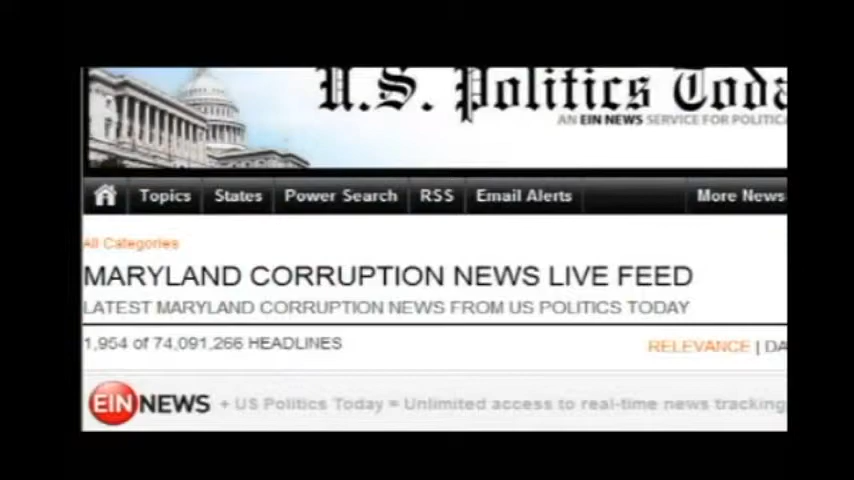 U.S. Politics Toda
AN EIN NEWS SERVICE FOR POLITICA
Topics States Power Search RSS Email Alerts More News
All Categories
MARYLAND CORRUPTION NEWS LIVE FEED
LATEST MARYLAND CORRUPTION NEWS FROM US POLITICS TODAY
1,954 of 74,091,266 HEADLINES RELEVANCE | DA
EIN NEWS + US Politics Today = Unlimited access to real-time news tracking